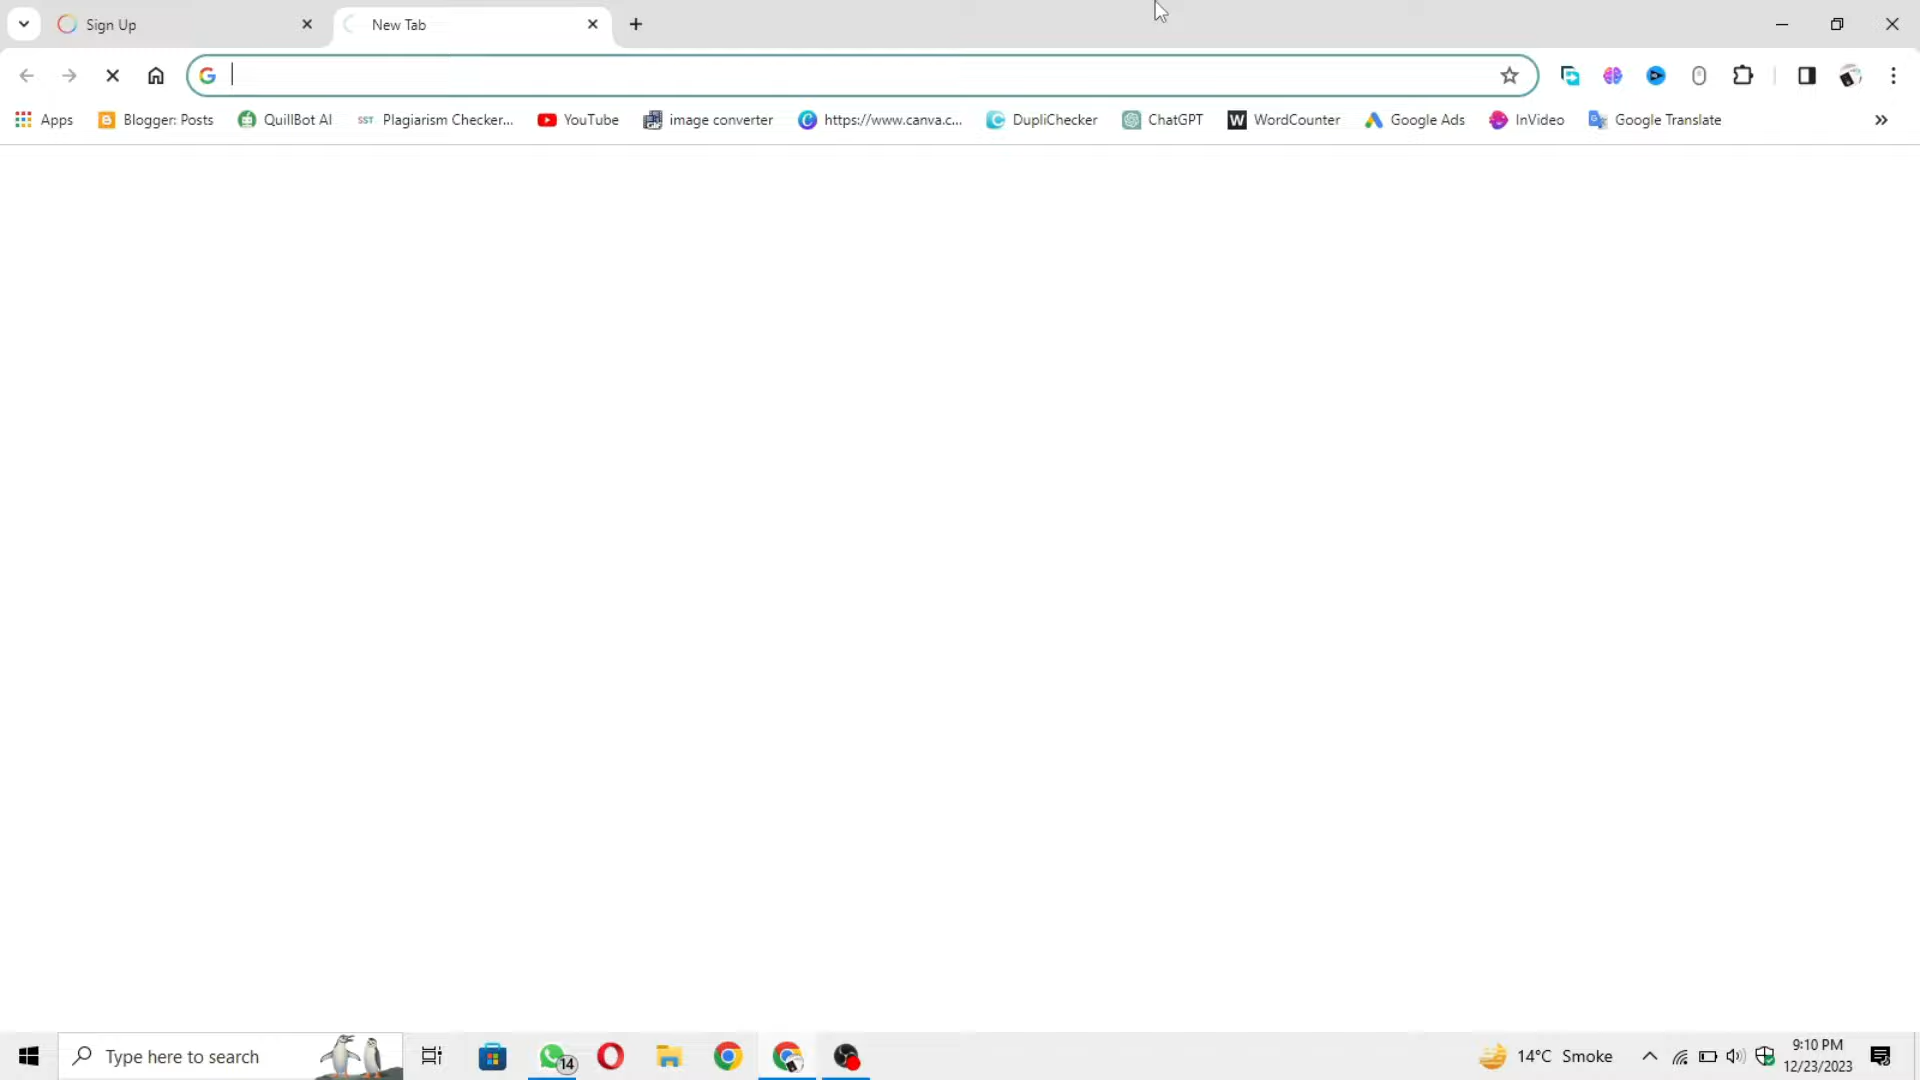 Sign Up
New Tab
Apps
Blogger: Posts
QuillBot AI
SST Plagiarism Checker...
YouTube
image converter
https://www.canva.c...
DupliChecker
ChatGPT
W WordCounter
Google Ads
InVideo
Google Translate
Type here to search
14
14°C Smoke
9:10 PM
12/23/2023